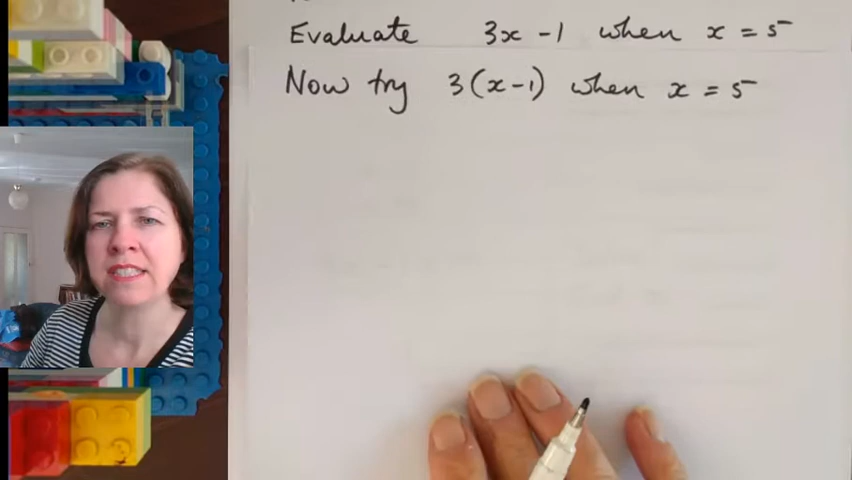 Evaluate 3x - 1 when x = 5
Now try 3(x-1) when x = 5